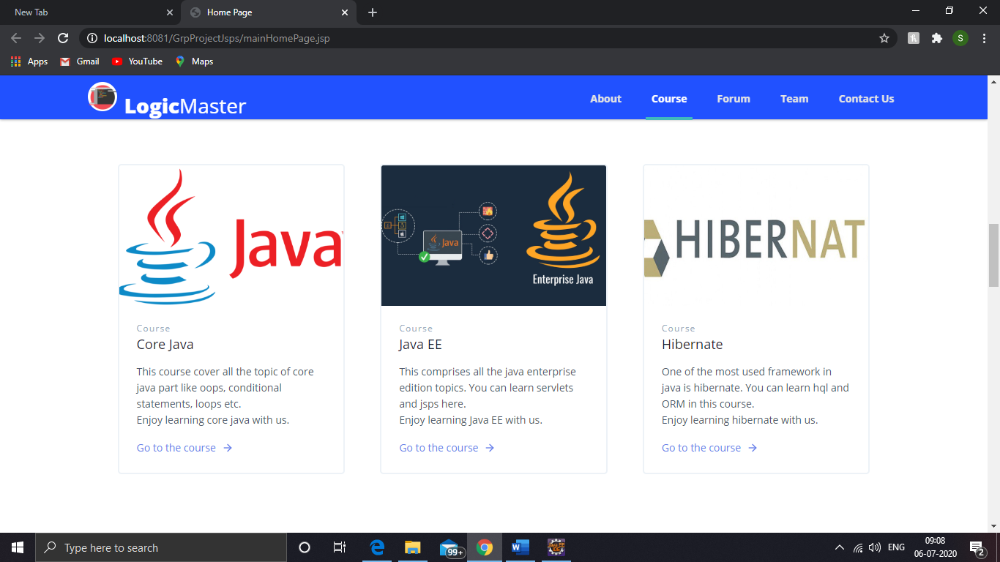 New Tab
Home Page
localhost:8081/GrpProjectJsps/mainHomePage.jsp
S
Apps
Gmail
YouTube
Maps
LogicMaster
About
Course
Forum
Team
Contact Us
Java
Java
Enterprise Java
HIBERNAT
Course
Core Java
This course cover all the topic of core
java part like oops, conditional
statements, loops etc.
Enjoy learning core java with us.
Go to the course
Course
Java EE
This comprises all the java enterprise
edition topics. You can learn servlets
and jsps here.
Enjoy learning Java EE with us.
Go to the course
Course
Hibernate
One of the most used framework in
java is hibernate. You can learn hql and
ORM in this course.
Enjoy learning hibernate with us.
Go to the course
Type here to search
99+
Java EE
IDE
ENG
09:08
06-07-2020
2